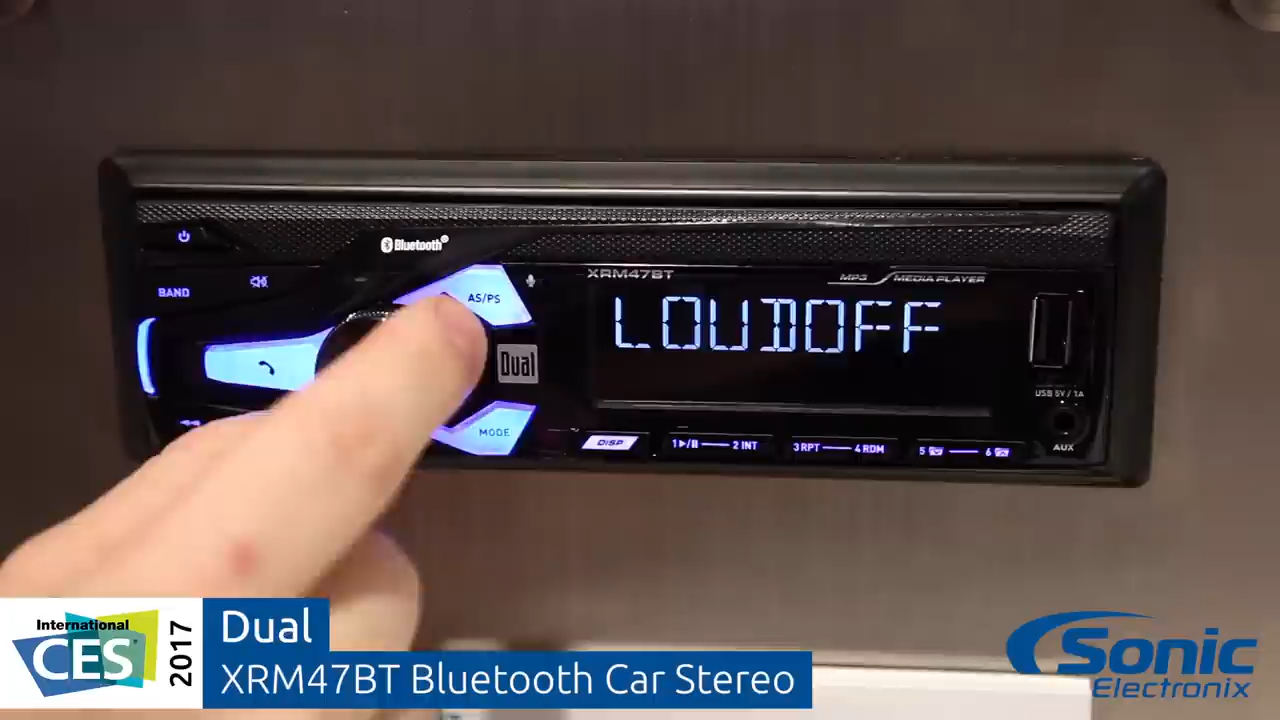 Bluetooth®
XRM47BT
MP3 MEDIA PLAYER
BAND
AS/PS
LOUDOFF
Dual
USB 5V / 1A
MODE
DISP
1 2 INT
3 RPT 4 RDM
5 6
AUX
International
CES
2017
Dual
XRM47BT Bluetooth Car Stereo
Sonic
Electronix